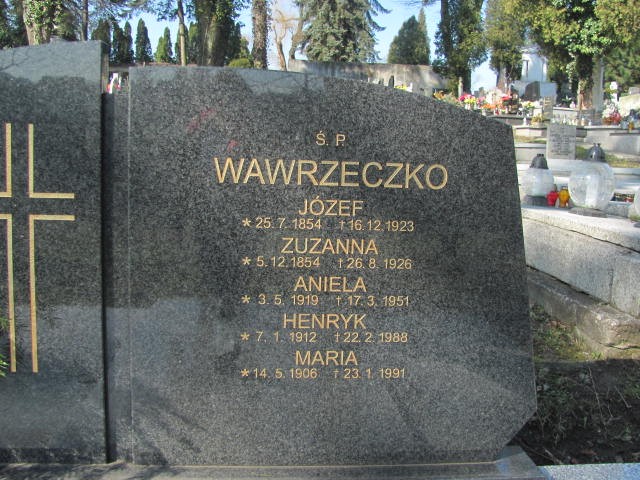 Ś. P.
WAWRZECZKO
JÓZEF
* 25. 7. 1854 † 16. 12. 1923
ZUZANNA
* 5. 12. 1854 † 26. 8. 1926
ANIELA
* 3. 5. 1919 † 17. 3. 1951
HENRYK
* 7. 1. 1912 † 22. 2. 1988
MARIA
* 14. 5. 1906 † 23. 1. 1991